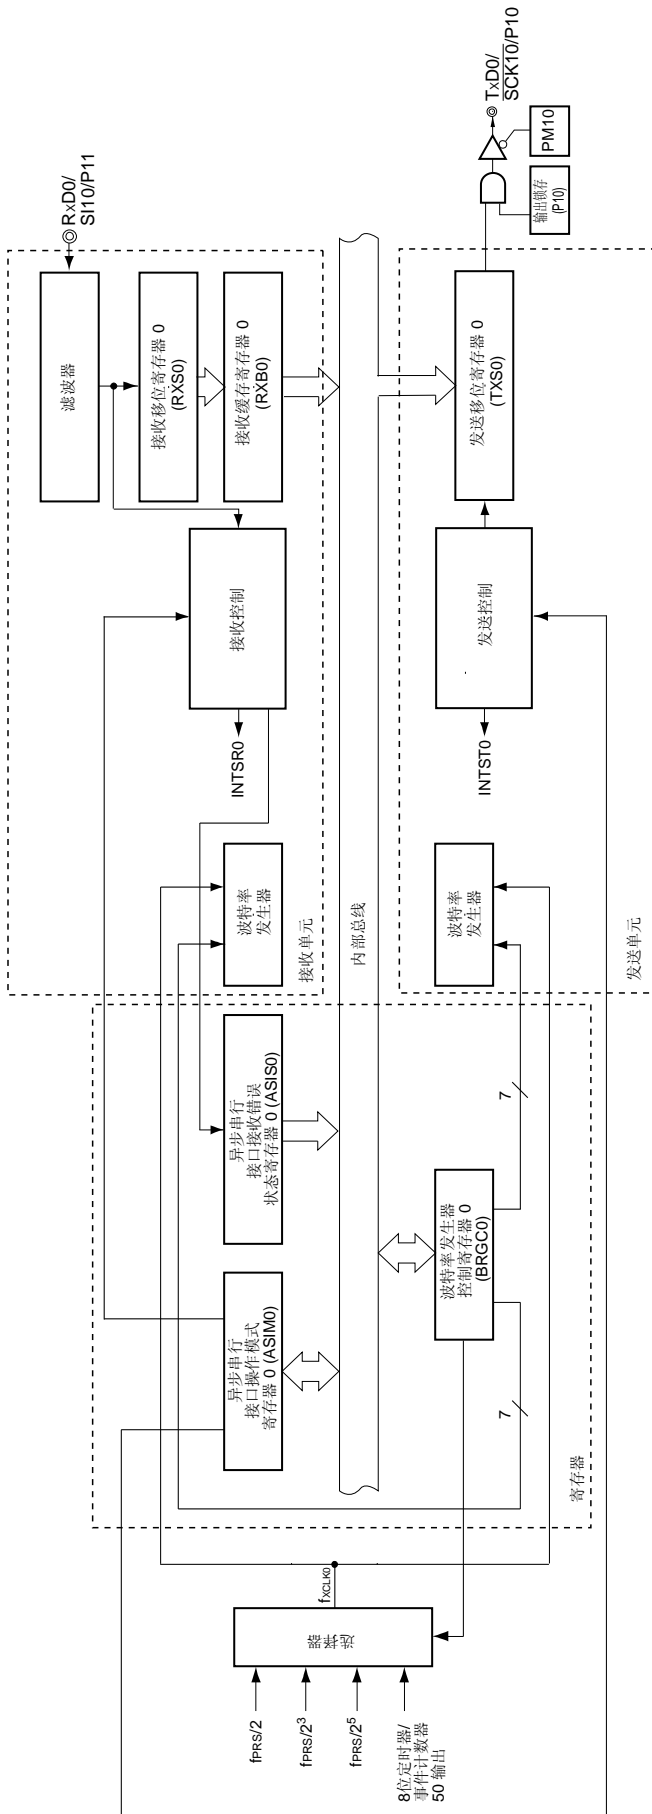 fPRS/2
fPRS/2³
fPRS/2⁵
8位定时器/
事件计数器
50 输出
选择器
fXCLK0
异步串行
接口操作模式
寄存器 0 (ASIM0)
异步串行
接口接收错误
状态寄存器 0 (ASIS0)
波特率发生器
控制寄存器 0
(BRGC0)
7
7
寄存器
波特率
发生器
接收单元
INTSR0
接收控制
滤波器
接收移位寄存器 0
(RXS0)
接收缓存寄存器 0
(RXB0)
RxD0/
SI10/P11
内部总线
波特率
发生器
发送单元
INTST0
发送控制
发送移位寄存器 0
(TXS0)
输出锁存
(P10)
PM10
TxD0/
SCK10/P10